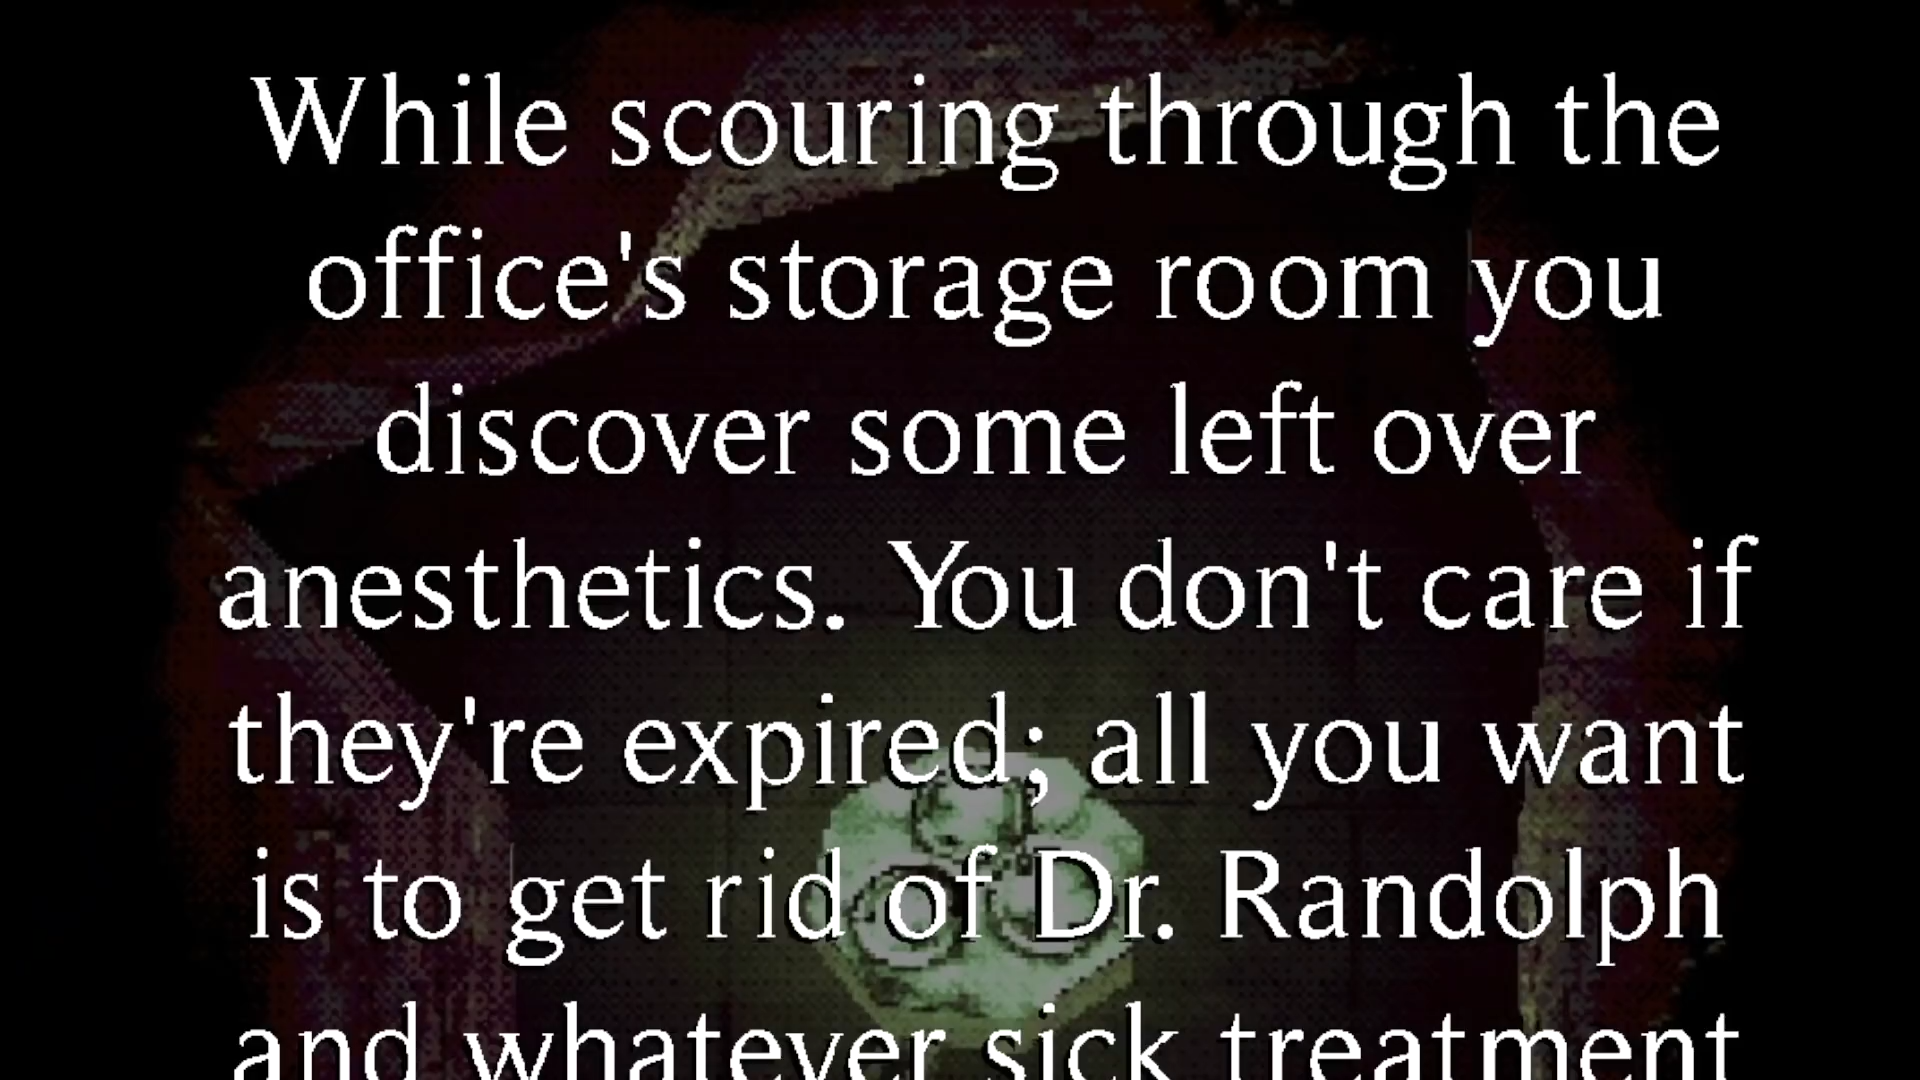 While scouring through the
office's storage room you
discover some left over
anesthetics. You don't care if
they're expired; all you want
is to get rid of Dr. Randolph
and whatever sick treatment